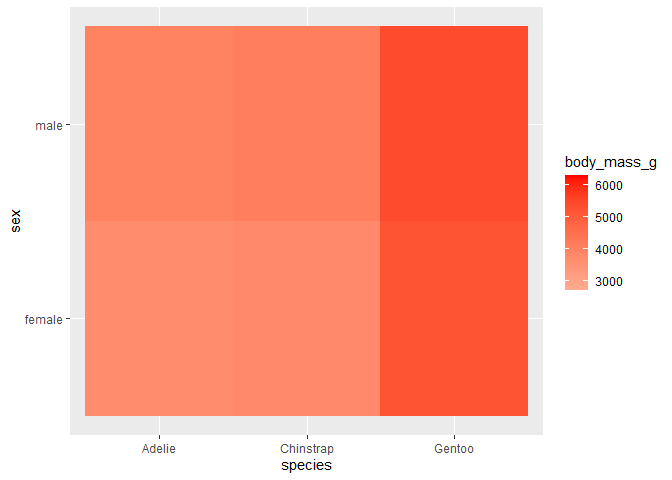 male
female
sex
Adelie
Chinstrap
Gentoo
species
body_mass_g
6000
5000
4000
3000